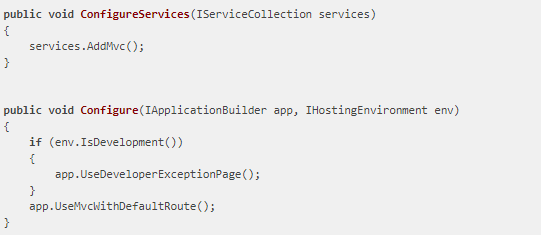 public void ConfigureServices(IServiceCollection services)
{
    services.AddMvc();
}
public void Configure(IApplicationBuilder app, IHostingEnvironment env)
{
    if (env.IsDevelopment())
    {
        app.UseDeveloperExceptionPage();
    }
    app.UseMvcWithDefaultRoute();
}